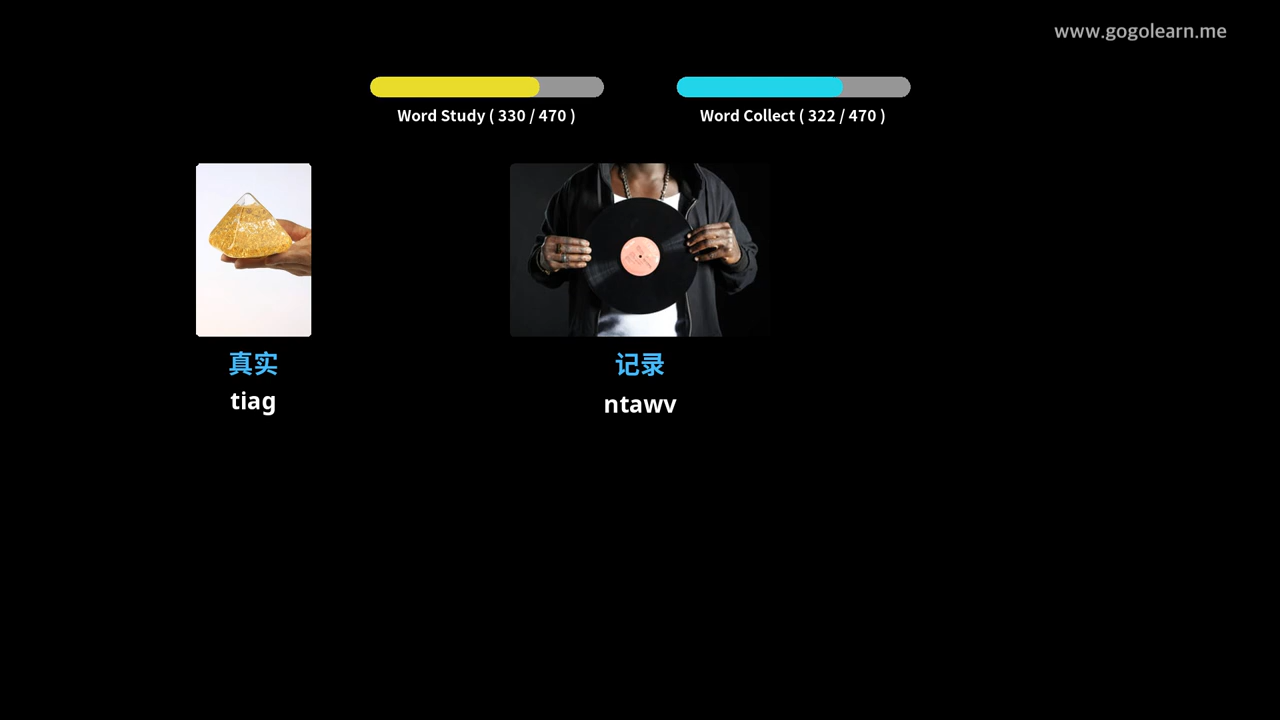 www.gogolearn.me
Word Study ( 330 / 470 )
Word Collect ( 322 / 470 )
真实
tiag
记录
ntawv